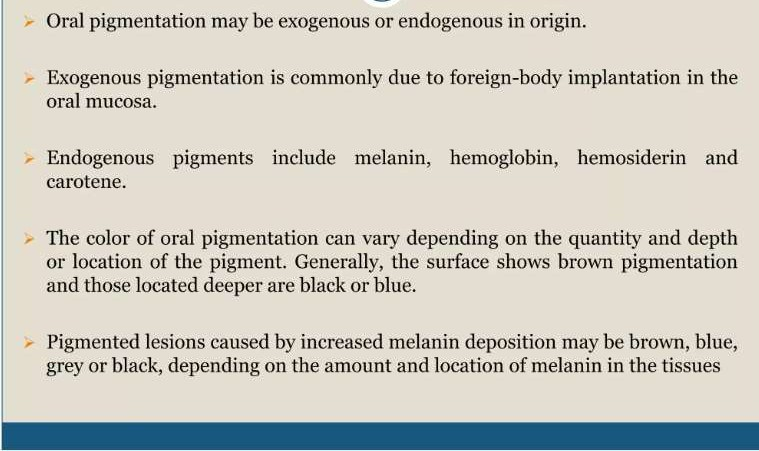 Oral pigmentation may be exogenous or endogenous in origin.
Exogenous pigmentation is commonly due to foreign-body implantation in the
oral mucosa.
Endogenous pigments include melanin, hemoglobin, hemosiderin and
carotene.
The color of oral pigmentation can vary depending on the quantity and depth
or location of the pigment. Generally, the surface shows brown pigmentation
and those located deeper are black or blue.
Pigmented lesions caused by increased melanin deposition may be brown, blue,
grey or black, depending on the amount and location of melanin in the tissues